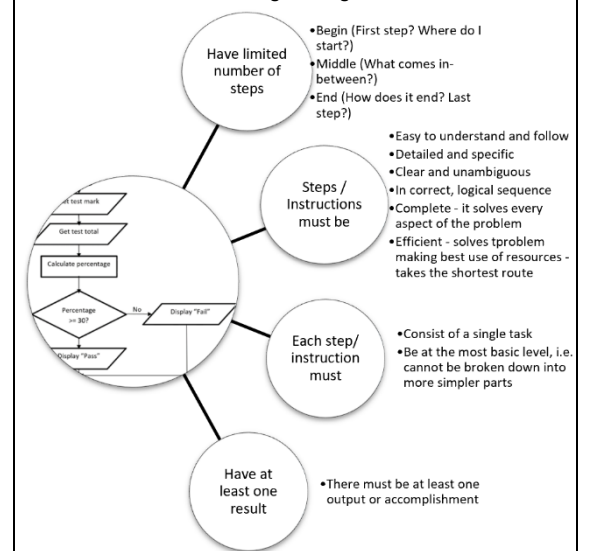 Have limited
number of
steps
•Begin (First step? Where do I
start?)
•Middle (What comes in-
between?)
•End (How does it end? Last
step?)
Steps /
Instructions
must be
•Easy to understand and follow
•Detailed and specific
•Clear and unambiguous
•In correct, logical sequence
•Complete - it solves every
aspect of the problem
•Efficient - solves tproblem
making best use of resources -
takes the shortest route
test mark
Get test total
Calculate percentage
Percentage
>= 30?
No
Display "Fail"
Display "Pass"
Each step/
instruction
must
•Consist of a single task
•Be at the most basic level, i.e.
cannot be broken down into
more simpler parts
Have at
least one
result
•There must be at least one
output or accomplishment